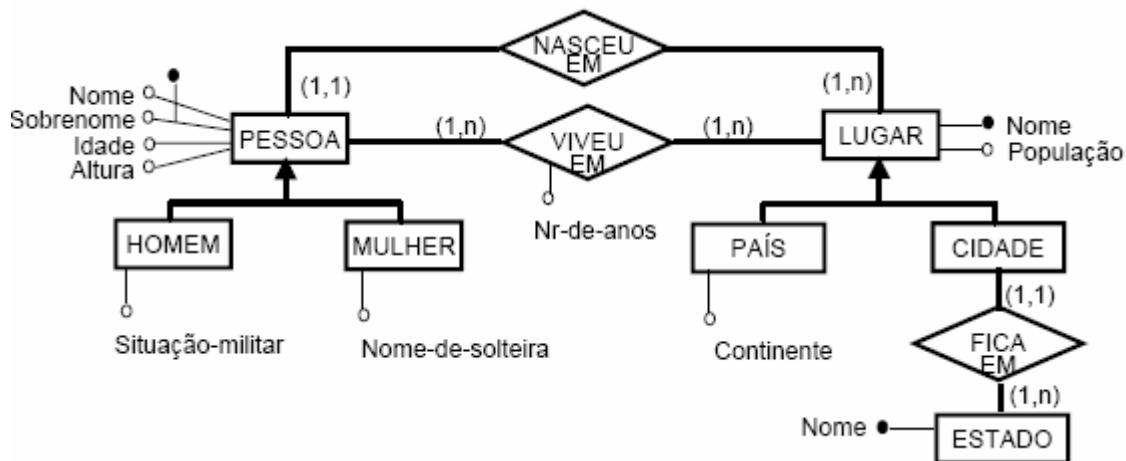 NASCEU
EM
(1,1)
(1,n)
Nome
Sobrenome
Idade
Altura
PESSOA
(1,n)
VIVEU
EM
(1,n)
LUGAR
Nome
População
Nr-de-anos
HOMEM
MULHER
PAÍS
CIDADE
Situação-militar
Nome-de-solteira
Continente
(1,1)
FICA
EM
(1,n)
Nome
ESTADO